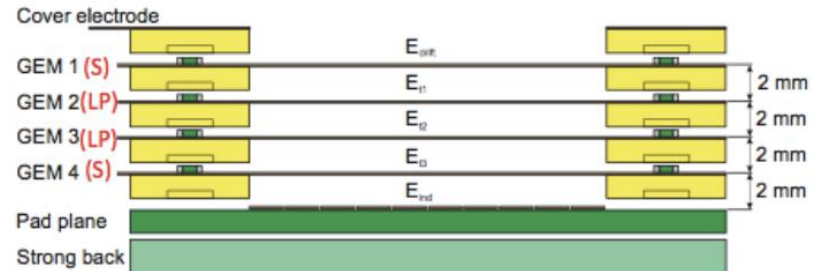 Cover electrode
E_drift
GEM 1 (S)
E_t1
2 mm
GEM 2(LP)
E_t2
2 mm
GEM 3(LP)
E_t3
2 mm
GEM 4 (S)
E_ind
2 mm
Pad plane
Strong back